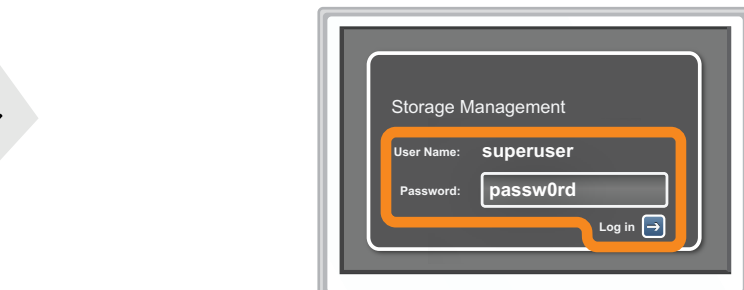 Storage Management
User Name: superuser
Password: passw0rd
Log in